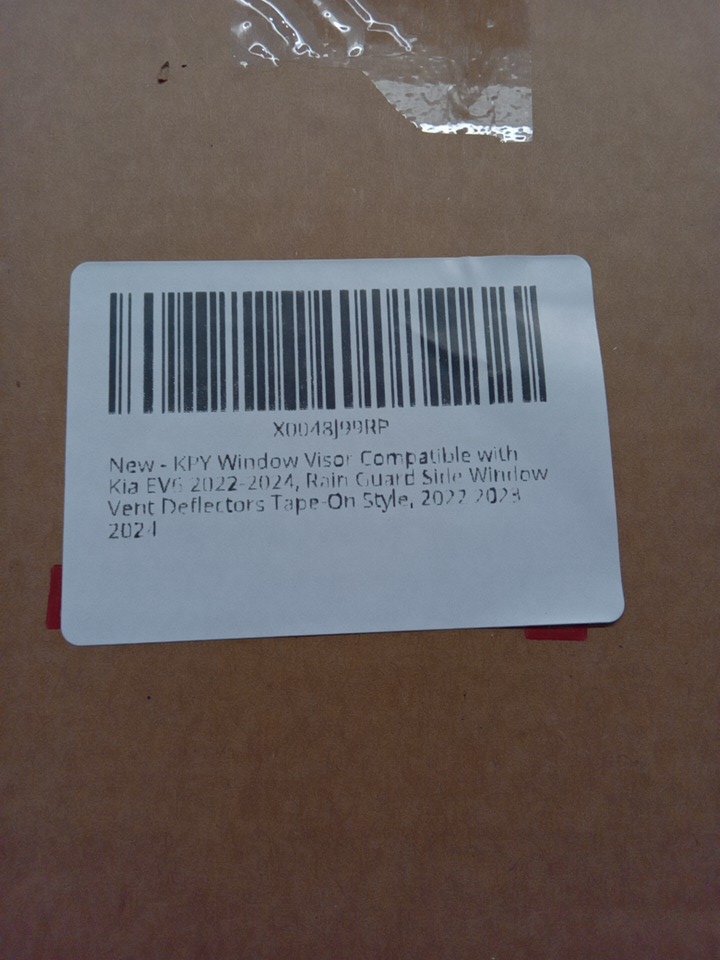 X0048J99RP
New - KPY Window Visor Compatible with
Kia EV6 2022-2024, Rain Guard Side Window
Vent Deflectors Tape-On Style, 2022 2023
2024